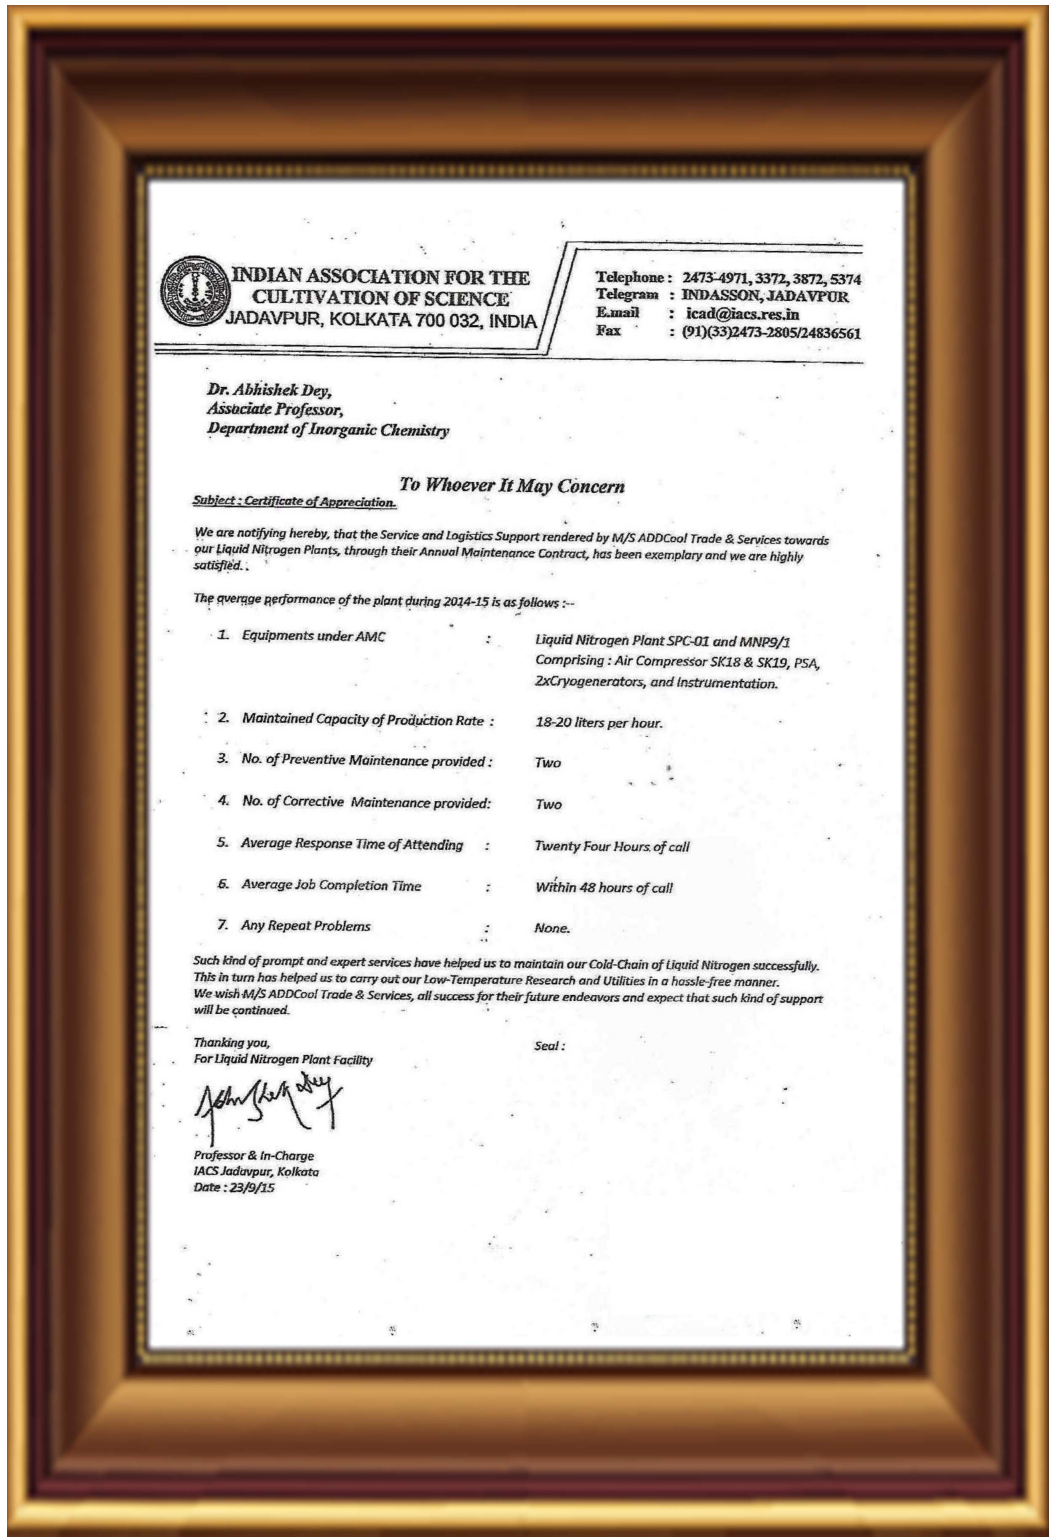 INDIAN ASSOCIATION FOR THE
CULTIVATION OF SCIENCE
JADAVPUR, KOLKATA 700 032, INDIA
Telephone : 2473-4971, 3372, 3872, 5374
Telegram : INDASSON, JADAVPUR
E.mail : icad@iacs.res.in
Fax : (91)(33)2473-2805/24836561
Dr. Abhishek Dey,
Associate Professor,
Department of Inorganic Chemistry
To Whoever It May Concern
Subject : Certificate of Appreciation.
We are notifying hereby, that the Service and Logistics Support rendered by M/S ADDCool Trade & Services towards
our Liquid Nitrogen Plants, through their Annual Maintenance Contract, has been exemplary and we are highly
satisfied.
The average performance of the plant during 2014-15 is as follows :--
1. Equipments under AMC : Liquid Nitrogen Plant SPC-01 and MNP9/1
Comprising : Air Compressor SK18 & SK19, PSA,
2xCryogenerators, and Instrumentation.
2. Maintained Capacity of Production Rate : 18-20 liters per hour.
3. No. of Preventive Maintenance provided : Two
4. No. of Corrective Maintenance provided: Two
5. Average Response Time of Attending : Twenty Four Hours of call
6. Average Job Completion Time : Within 48 hours of call
7. Any Repeat Problems : None.
Such kind of prompt and expert services have helped us to maintain our Cold-Chain of Liquid Nitrogen successfully.
This in turn has helped us to carry out our Low-Temperature Research and Utilities in a hassle-free manner.
We wish M/S ADDCool Trade & Services, all success for their future endeavors and expect that such kind of support
will be continued.
Thanking you,
For Liquid Nitrogen Plant Facility
Seal :
Abhishek Dey
Professor & In-Charge
IACS Jadavpur, Kolkata
Date : 23/9/15